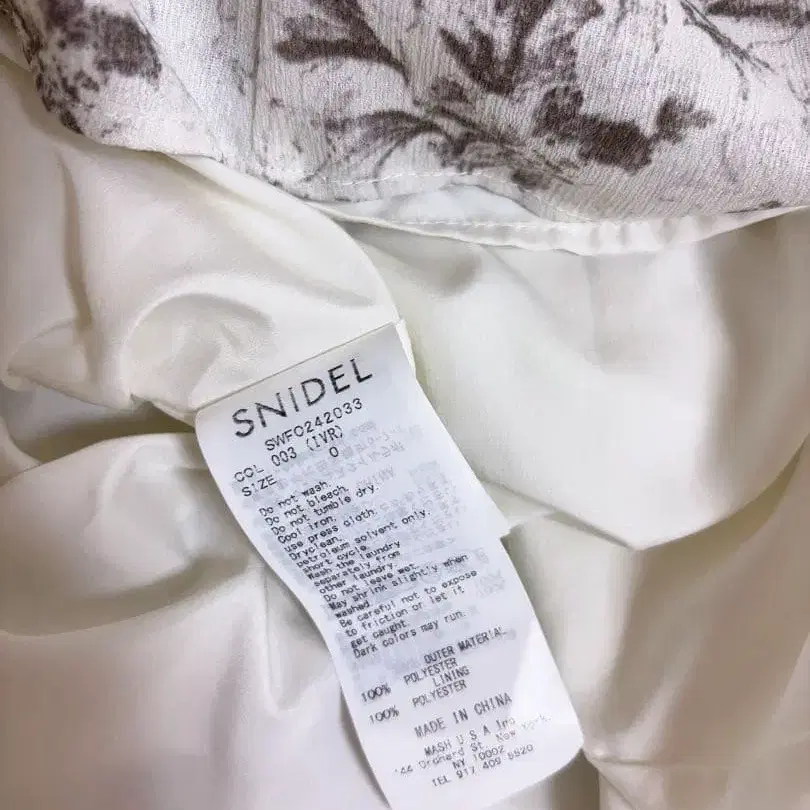 SNIDEL
SWFO242033
COL 003 (IVR)
SIZE 0
Do not wash.
Do not bleach.
Do not tumble dry.
Cool iron.
use press cloth.
Dryclean.
petroleum solvent only.
short cycle.
Wash the laundry
separately from
other laundry.
Do not leave wet.
May shrink slightly when
washed.
Be careful not to expose
to friction or let it
get caught.
Dark colors may run.
OUTER MATERIAL
100% POLYESTER
LINING
100% POLYESTER
MADE IN CHINA
MASH U S A Inc
144 Orchard St. New York,
NY 10002
TEL 917 409 5520